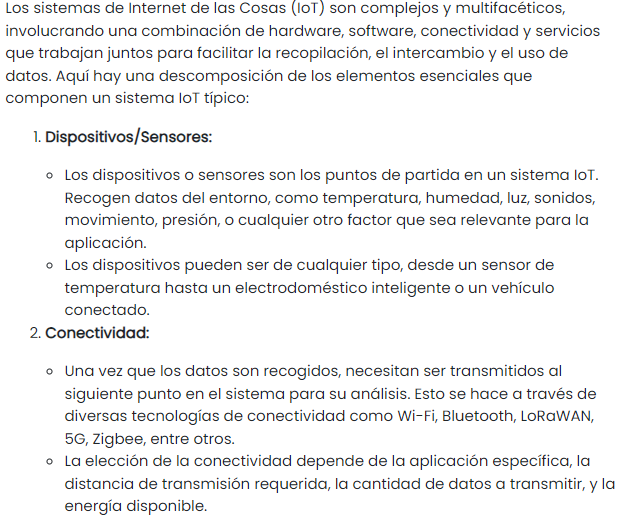 Los sistemas de Internet de las Cosas (IoT) son complejos y multifacéticos,
involucrando una combinación de hardware, software, conectividad y servicios
que trabajan juntos para facilitar la recopilación, el intercambio y el uso de
datos. Aquí hay una descomposición de los elementos esenciales que
componen un sistema IoT típico:
1. Dispositivos/Sensores:
◦ Los dispositivos o sensores son los puntos de partida en un sistema IoT.
Recogen datos del entorno, como temperatura, humedad, luz, sonidos,
movimiento, presión, o cualquier otro factor que sea relevante para la
aplicación.
◦ Los dispositivos pueden ser de cualquier tipo, desde un sensor de
temperatura hasta un electrodoméstico inteligente o un vehículo
conectado.
2. Conectividad:
◦ Una vez que los datos son recogidos, necesitan ser transmitidos al
siguiente punto en el sistema para su análisis. Esto se hace a través de
diversas tecnologías de conectividad como Wi-Fi, Bluetooth, LoRaWAN,
5G, Zigbee, entre otros.
◦ La elección de la conectividad depende de la aplicación específica, la
distancia de transmisión requerida, la cantidad de datos a transmitir, y la
energía disponible.